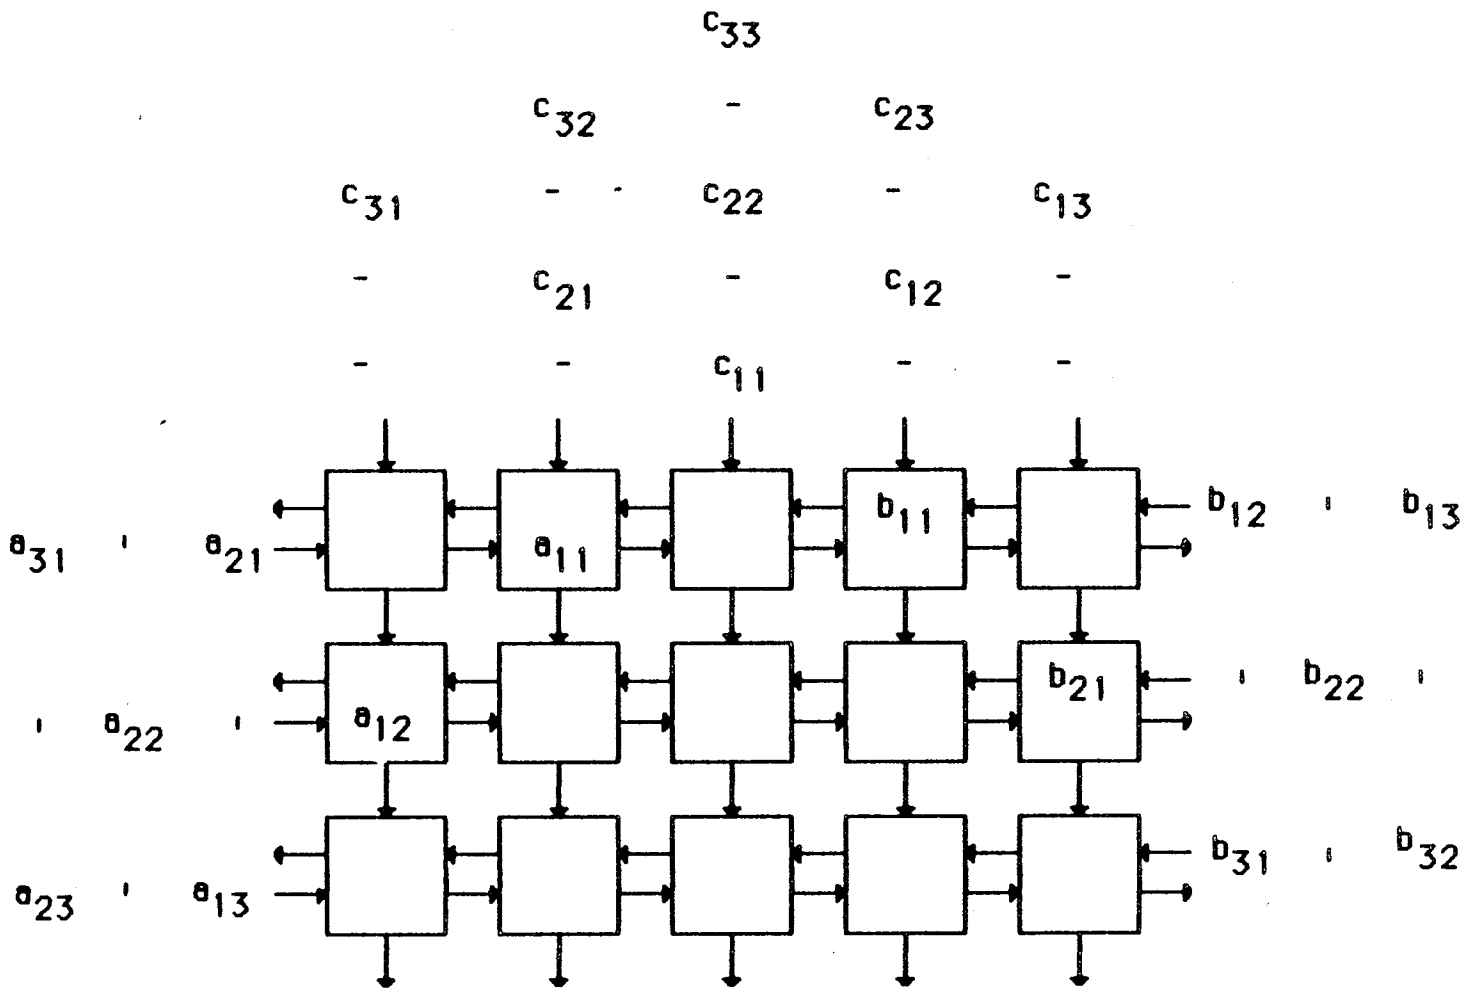 c33
c32 - c23
c31 - - c22 - c13
- c21 - c12 -
- - c11 - -
b11 b12 ' b13
a31 ' a21 a11
b21 ' b22 '
' a22 ' a12
b31 ' b32
a23 ' a13